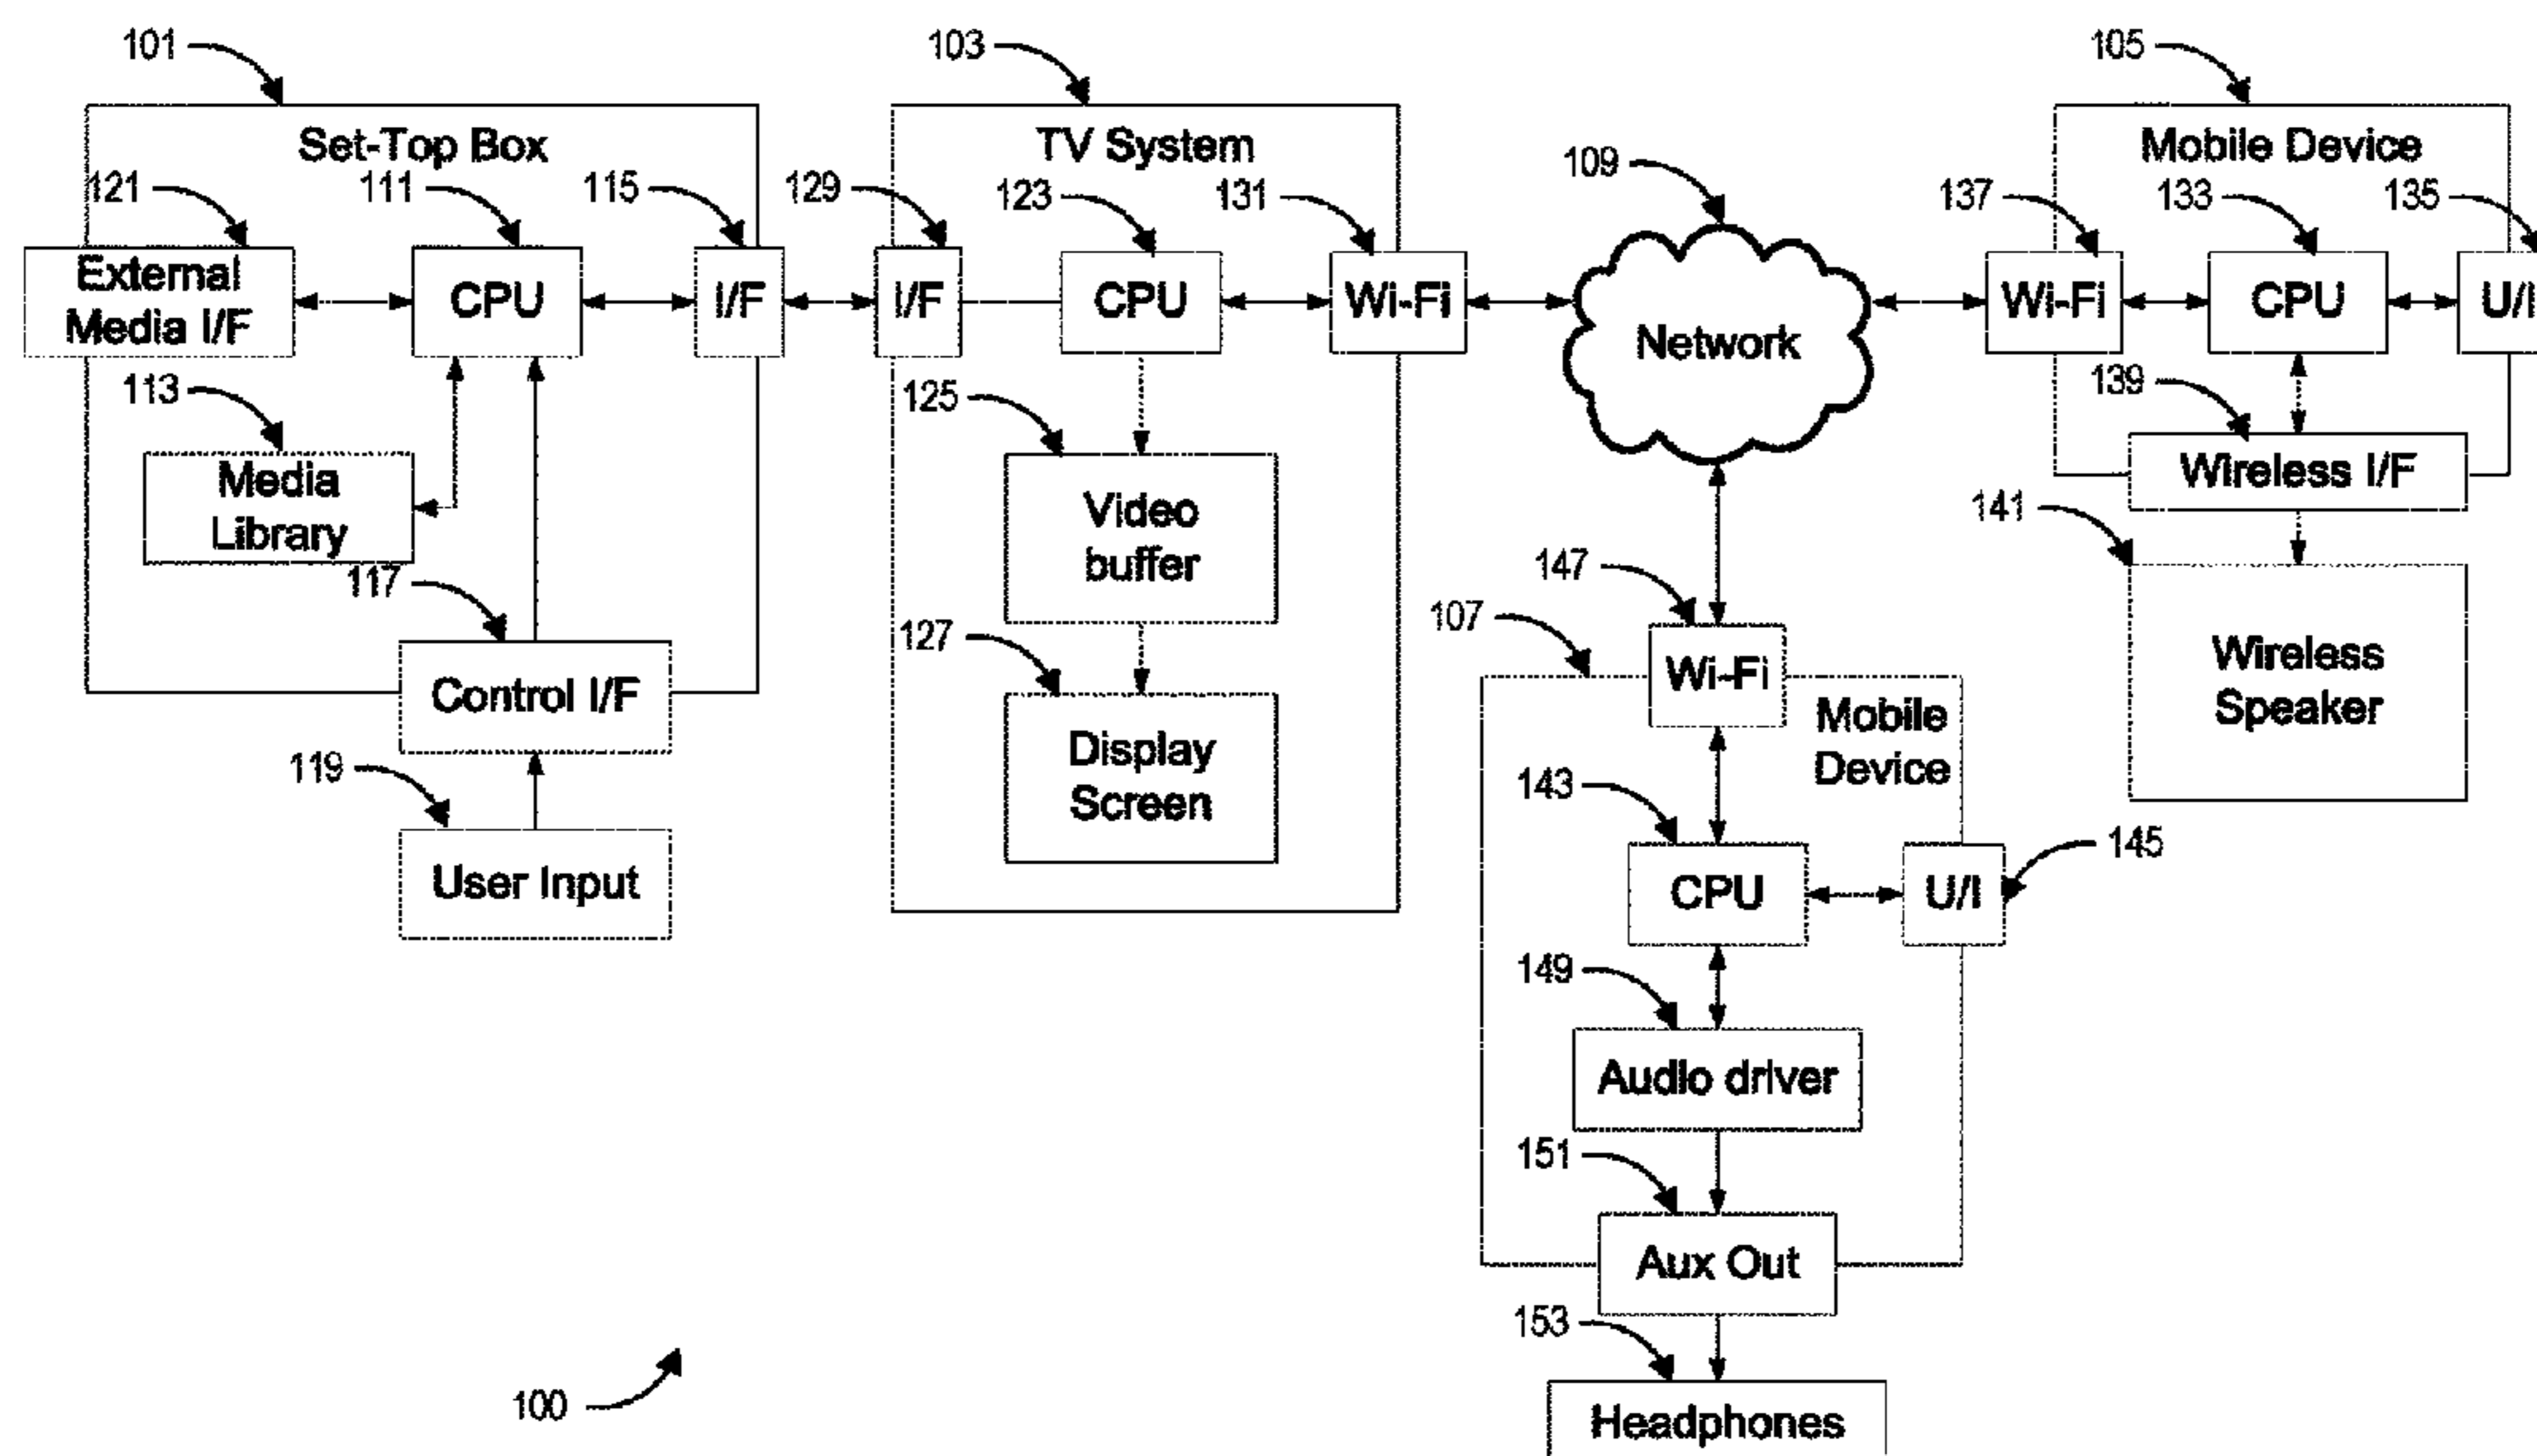 101
103
105
Set-Top Box
TV System
109
Mobile Device
121
111
115
129
123
131
137
133
135
External
Media I/F
CPU
I/F
I/F
CPU
Wi-Fi
Network
Wi-Fi
CPU
U/I
113
125
139
Media
Library
Video
buffer
Wireless I/F
141
117
147
107
127
Control I/F
Wi-Fi
Mobile
Device
Wireless
Speaker
119
Display
Screen
143
145
User Input
CPU
U/I
149
Audio driver
151
Aux Out
153
100
Headphones